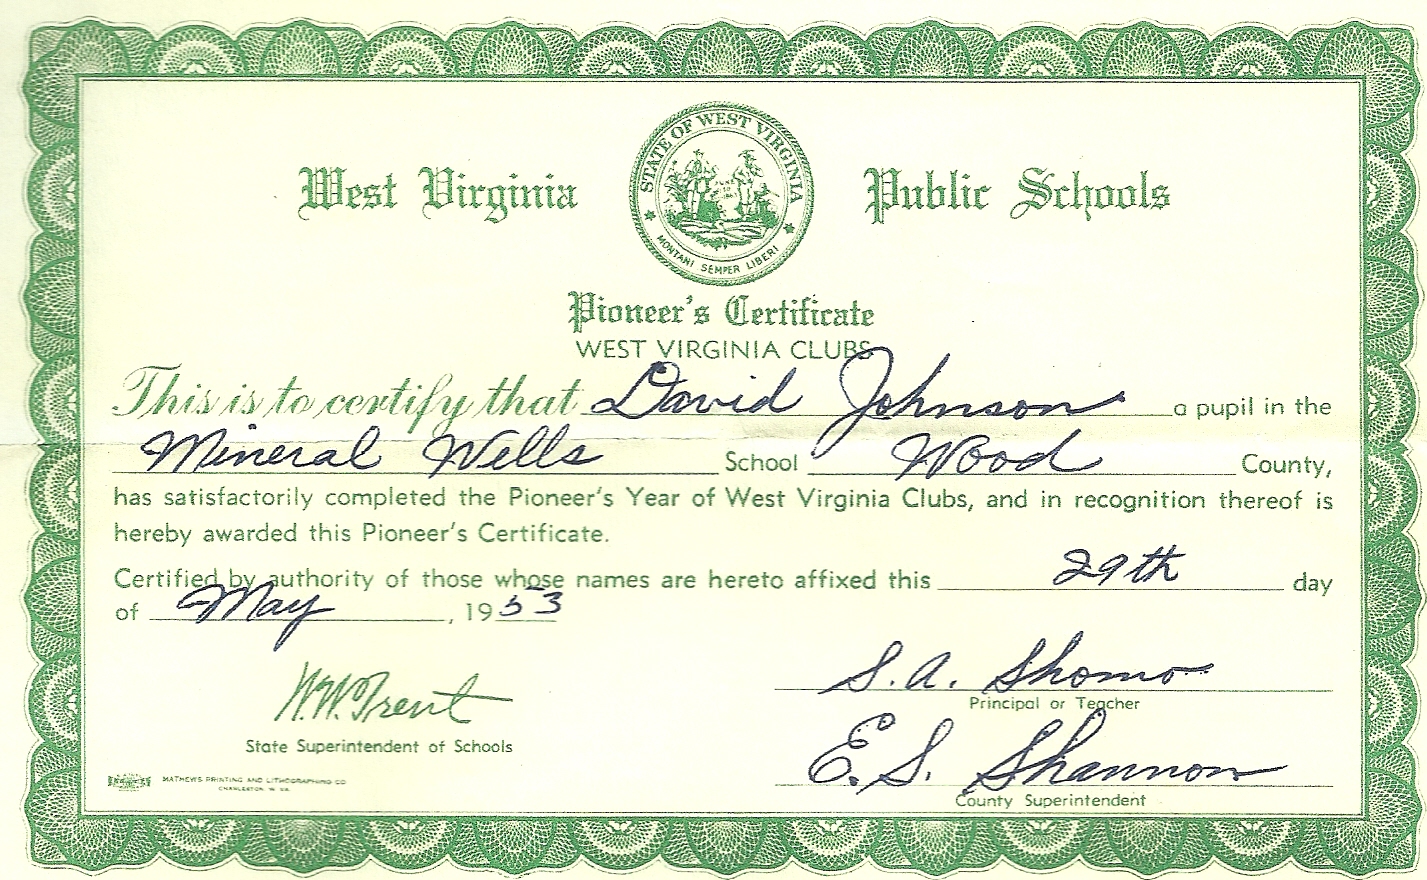 West Virginia Public Schools
STATE OF WEST VIRGINIA
MONTANI SEMPER LIBERI
Pioneer's Certificate
WEST VIRGINIA CLUBS
This is to certify that David Johnson a pupil in the
Mineral Wells School Wood County,
has satisfactorily completed the Pioneer's Year of West Virginia Clubs, and in recognition thereof is
hereby awarded this Pioneer's Certificate.
Certified by authority of those whose names are hereto affixed this 29th day
of May, 1953
S. A. Shomo
Principal or Teacher
W.W. Trent
State Superintendent of Schools
E. S. Shannon
County Superintendent
MATHEWS PRINTING AND LITHOGRAPHING CO
CHARLESTON W VA